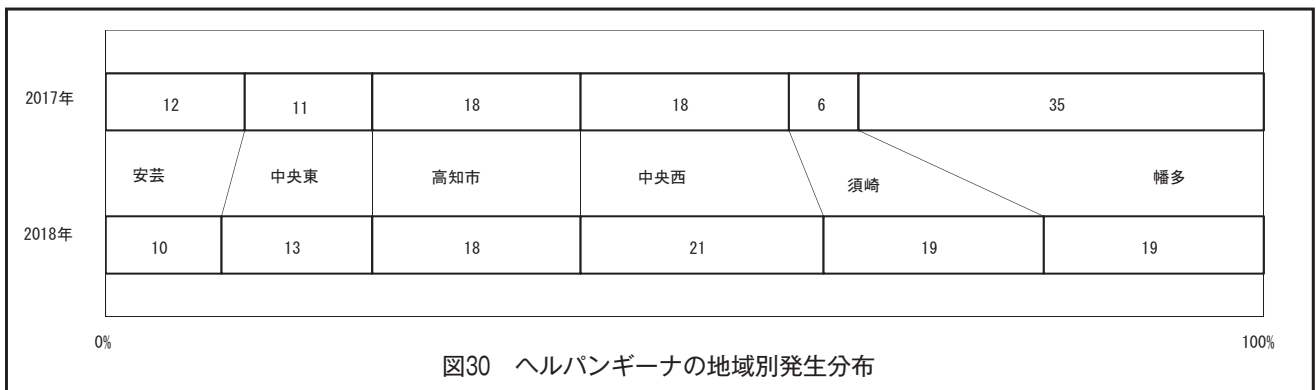 2017年 12 11 18 18 6 35
安芸 中央東 高知市 中央西 須崎 幡多
2018年 10 13 18 21 19 19
0% 100%
図30　ヘルパンギーナの地域別発生分布